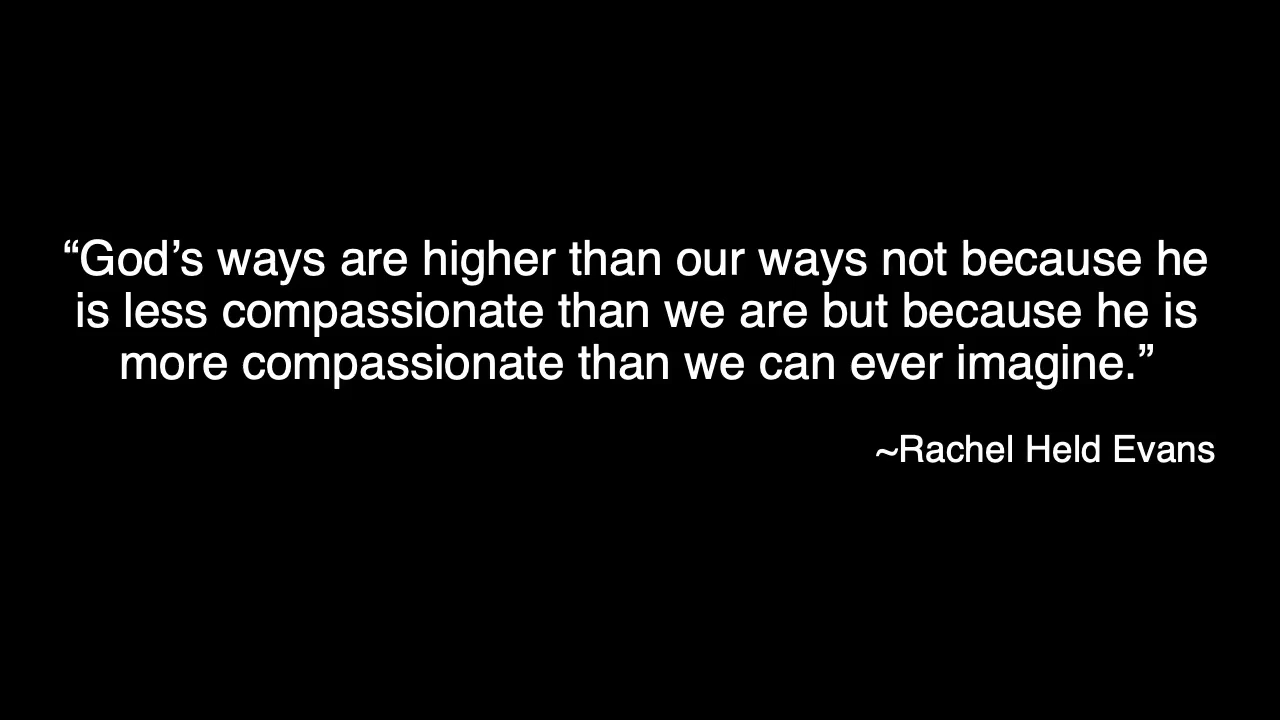 “God’s ways are higher than our ways not because he
is less compassionate than we are but because he is
more compassionate than we can ever imagine.”
~Rachel Held Evans